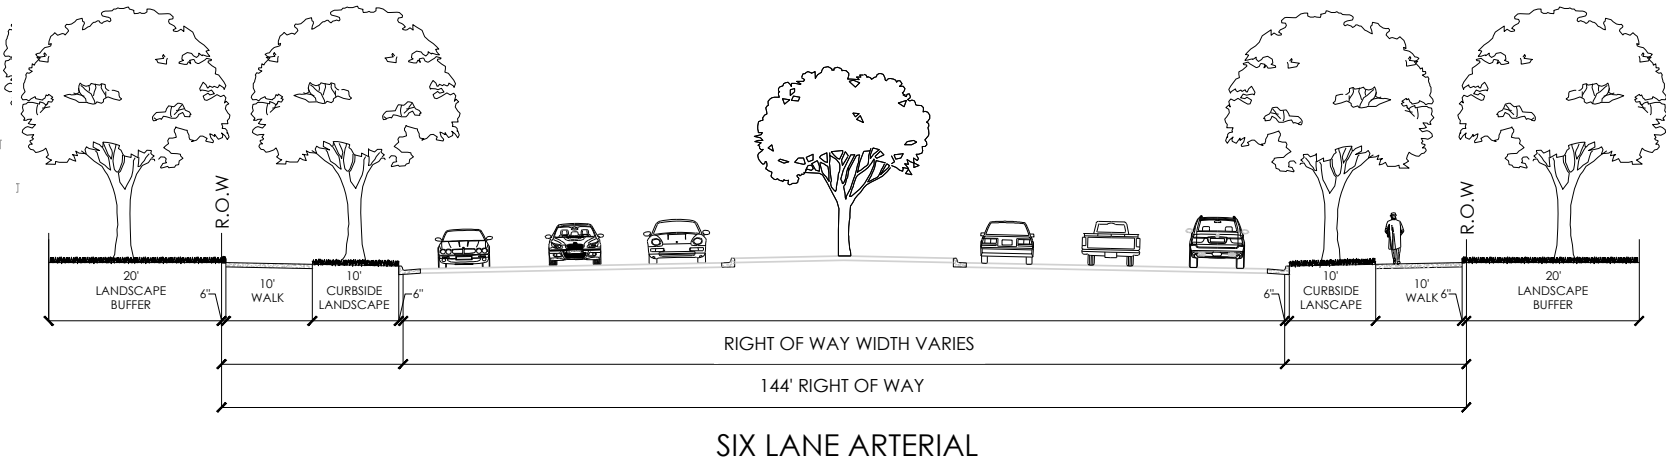 J
R.O.W
R.O.W
20'
LANDSCAPE
BUFFER
6"
10'
WALK
10'
CURBSIDE
LANDSCAPE
6"
6"
10'
CURBSIDE
LANSCAPE
10'
WALK
6"
20'
LANDSCAPE
BUFFER
RIGHT OF WAY WIDTH VARIES
144' RIGHT OF WAY
SIX LANE ARTERIAL